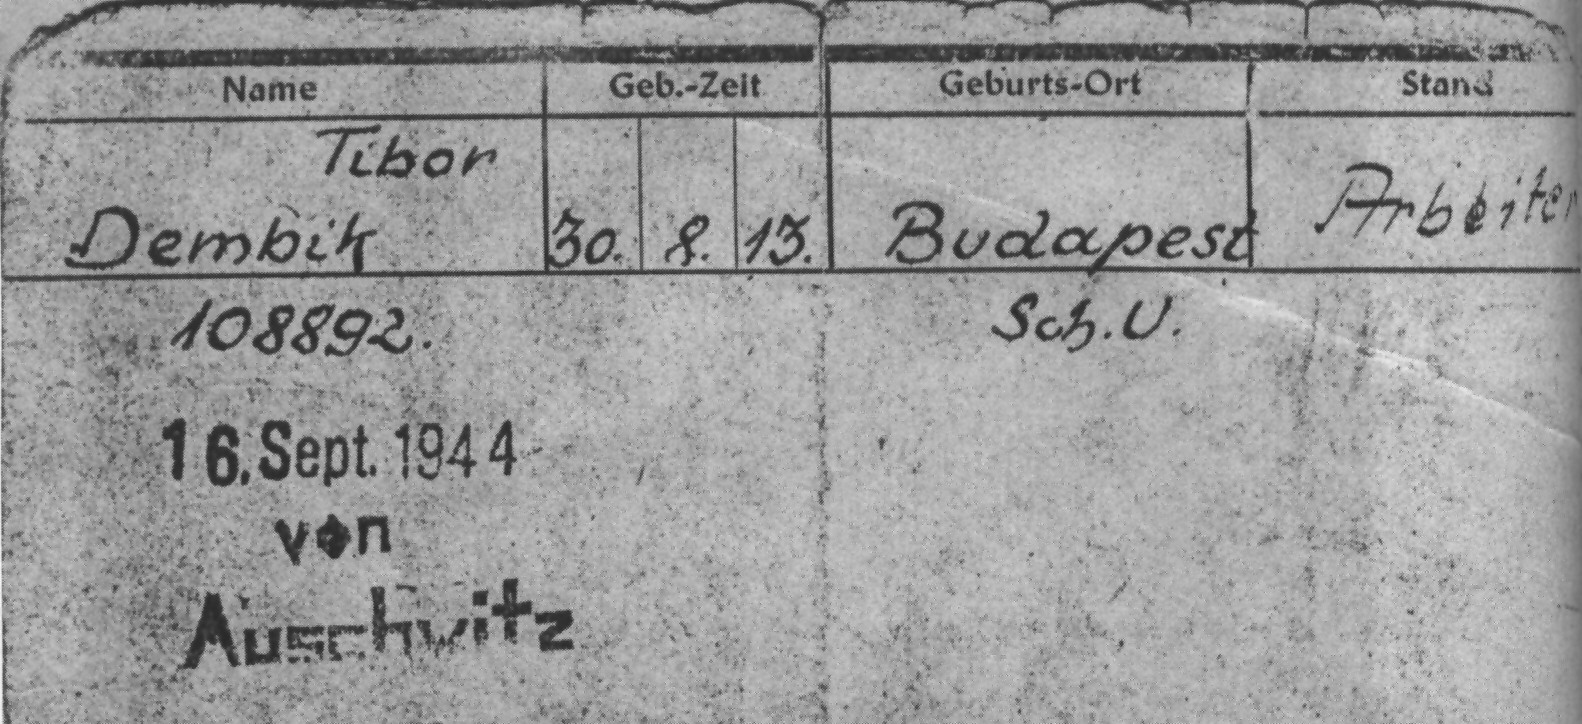 Name Geb.-Zeit Geburts-Ort Stand
Tibor
Dembik 30. 8. 13. Budapest Arbeiter
108892. Sch.U.
16. Sept. 1944
von
Auschwitz